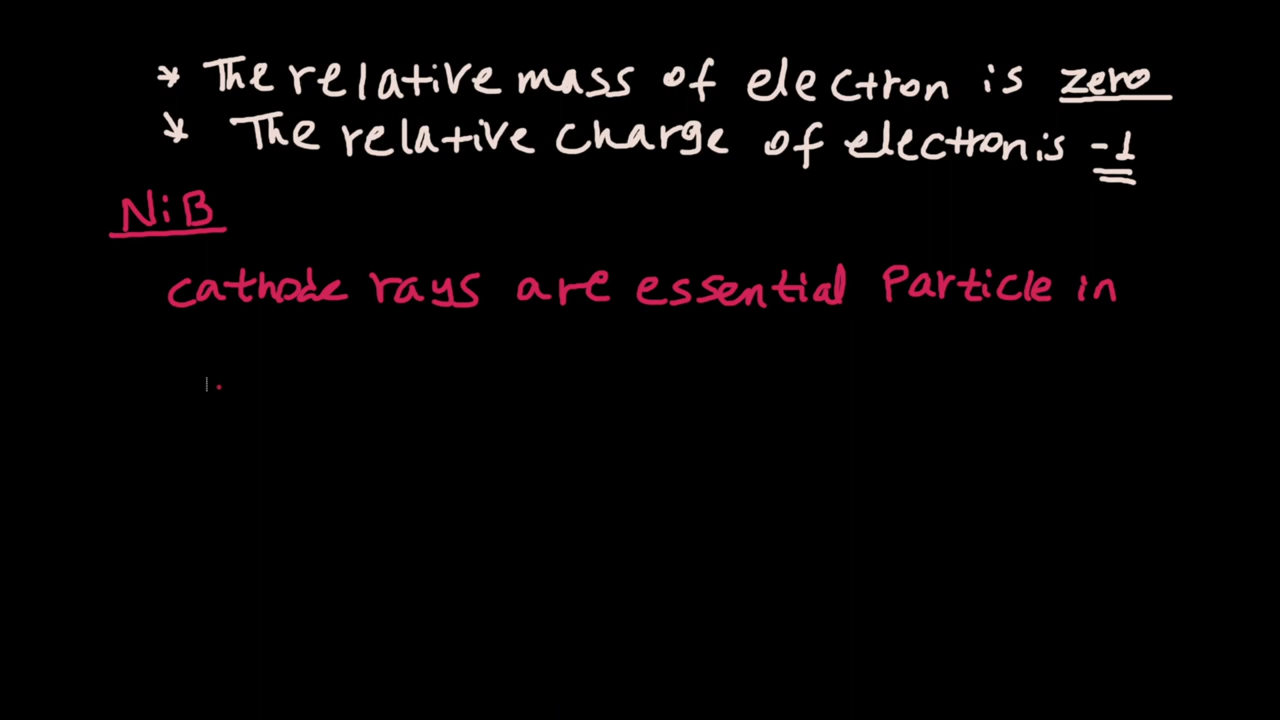 * The relative mass of electron is zero
* The relative charge of electron is -1
NiB
cathode rays are essential particle in